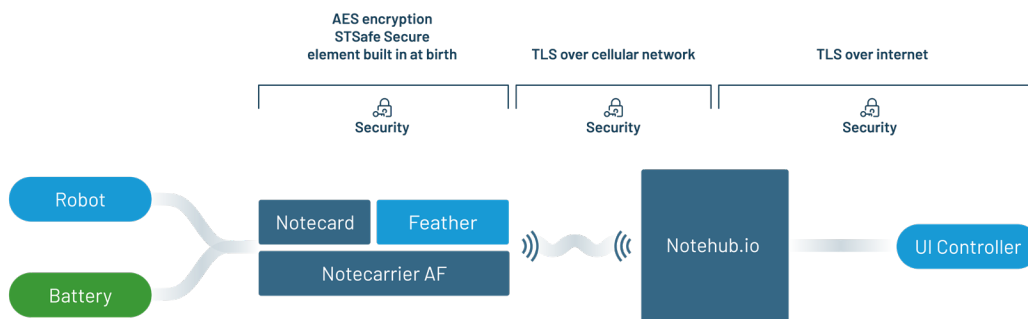 AES encryption
STSafe Secure
element built in at birth
TLS over cellular network
TLS over internet
Security
Security
Security
Robot
Battery
Notecard
Feather
Notecarrier AF
Notehub.io
UI Controller